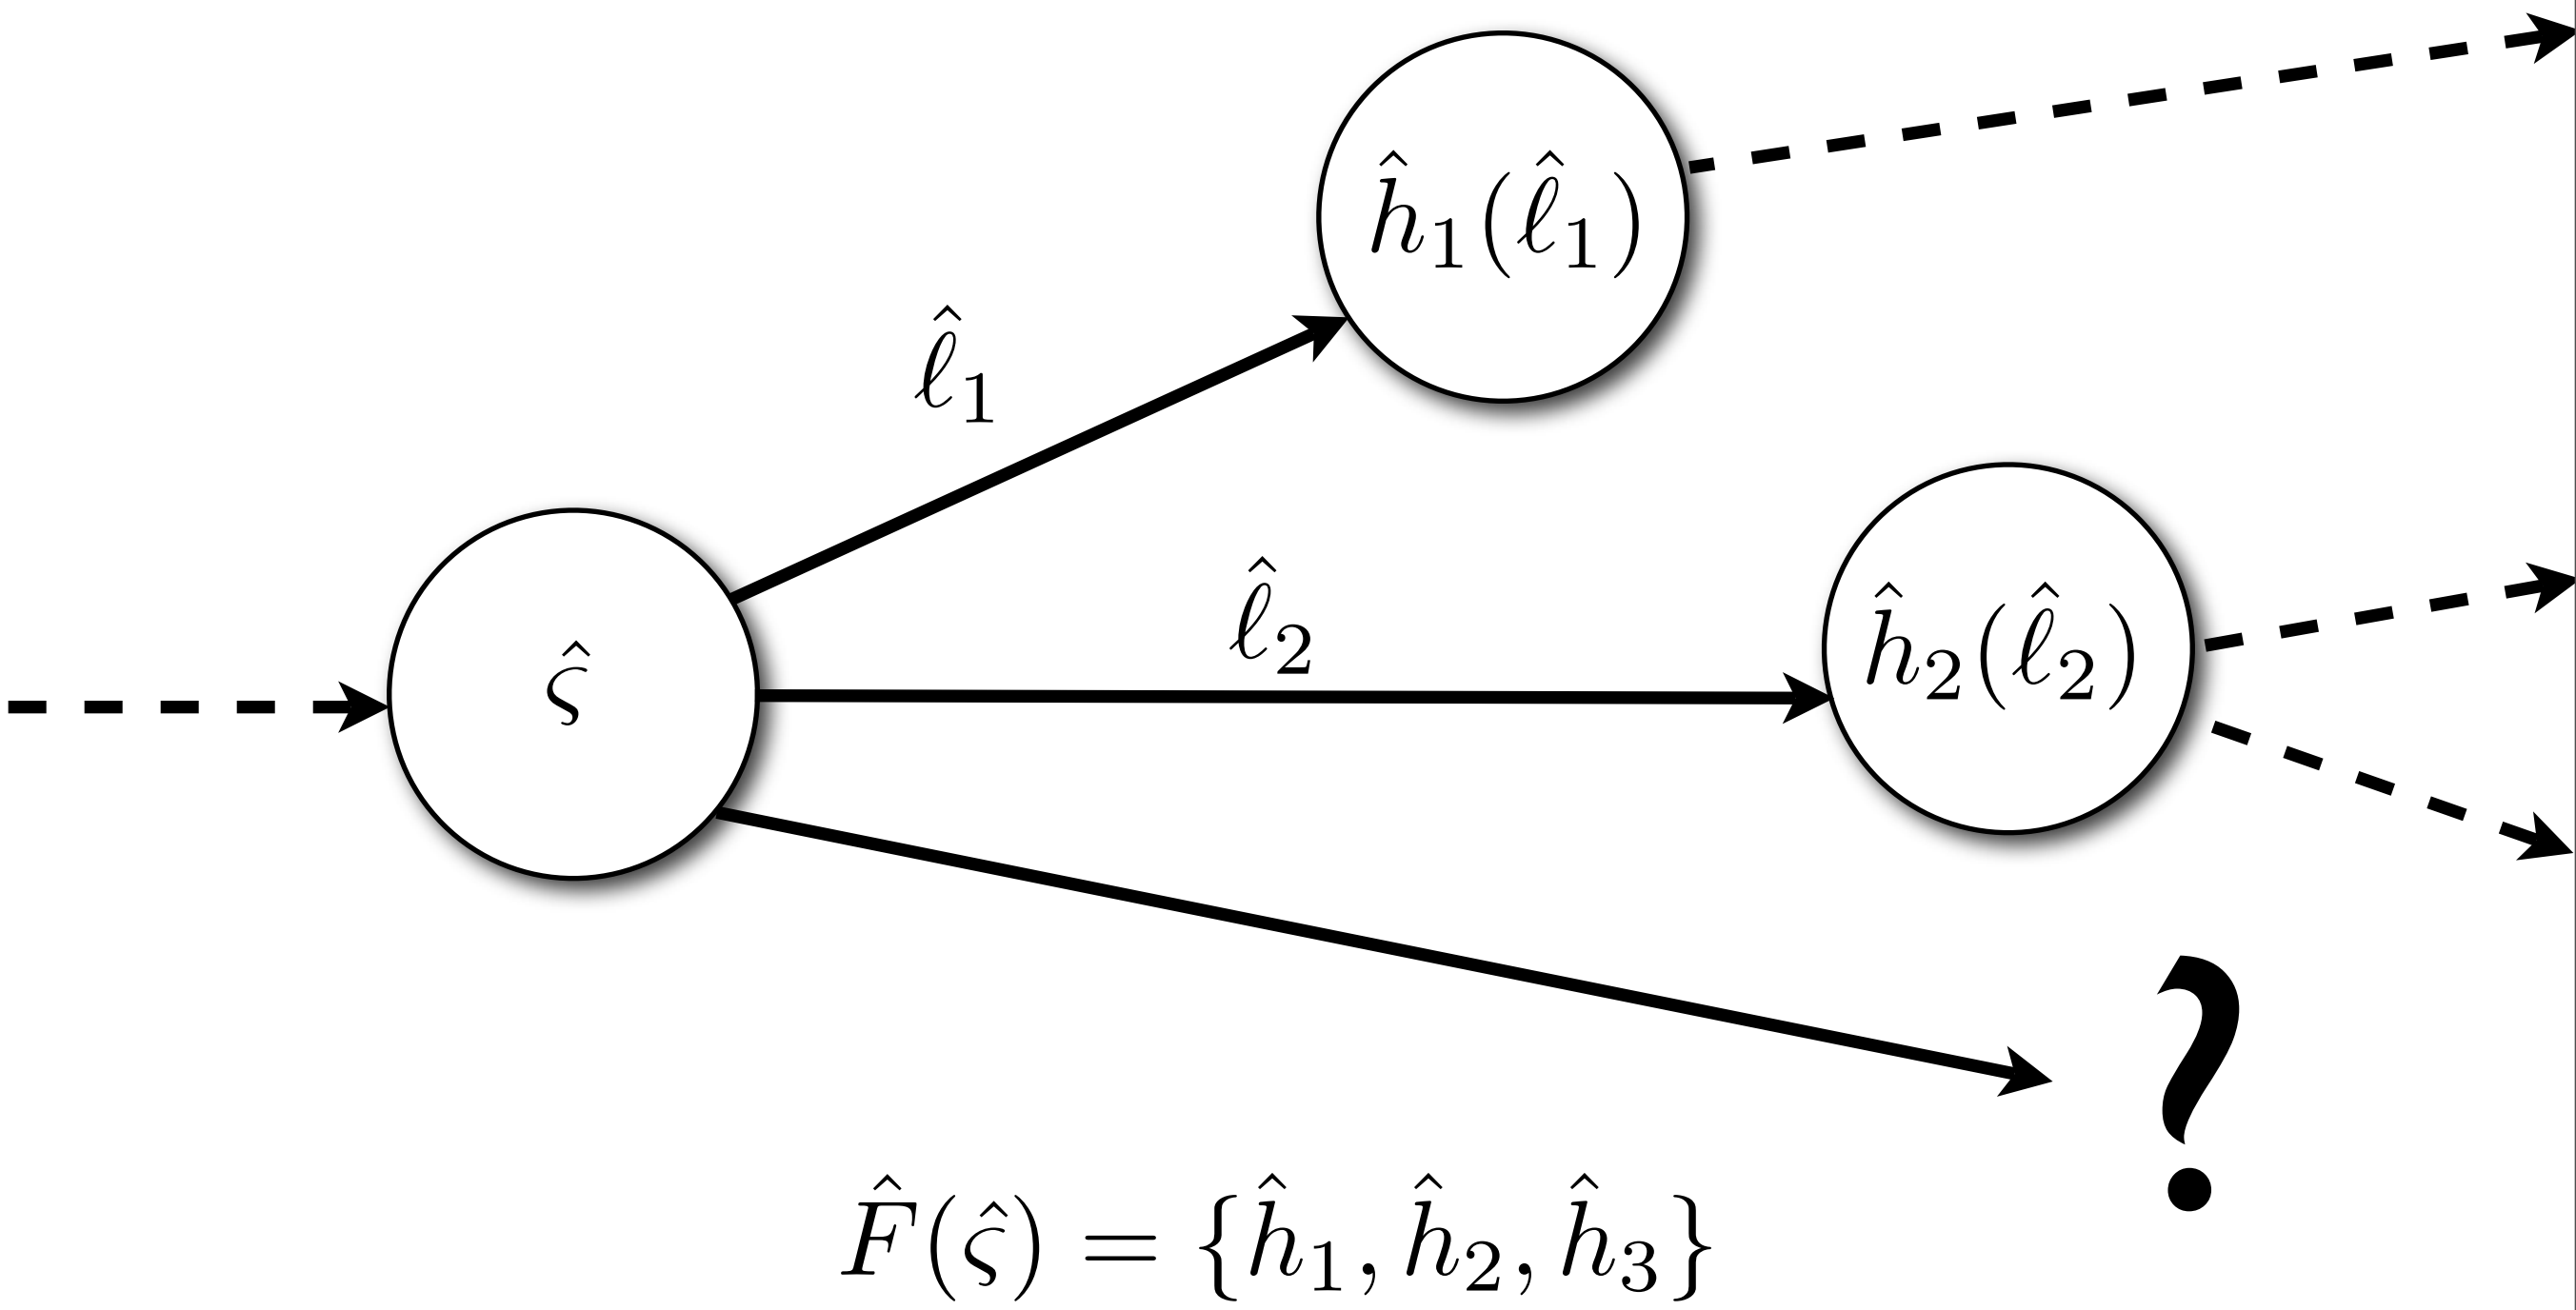 ĥ₁(ℓ̂₁)
ℓ̂₁
ℓ̂₂
ĥ₂(ℓ̂₂)
ς̂
?
F̂(ς̂) = {ĥ₁, ĥ₂, ĥ₃}